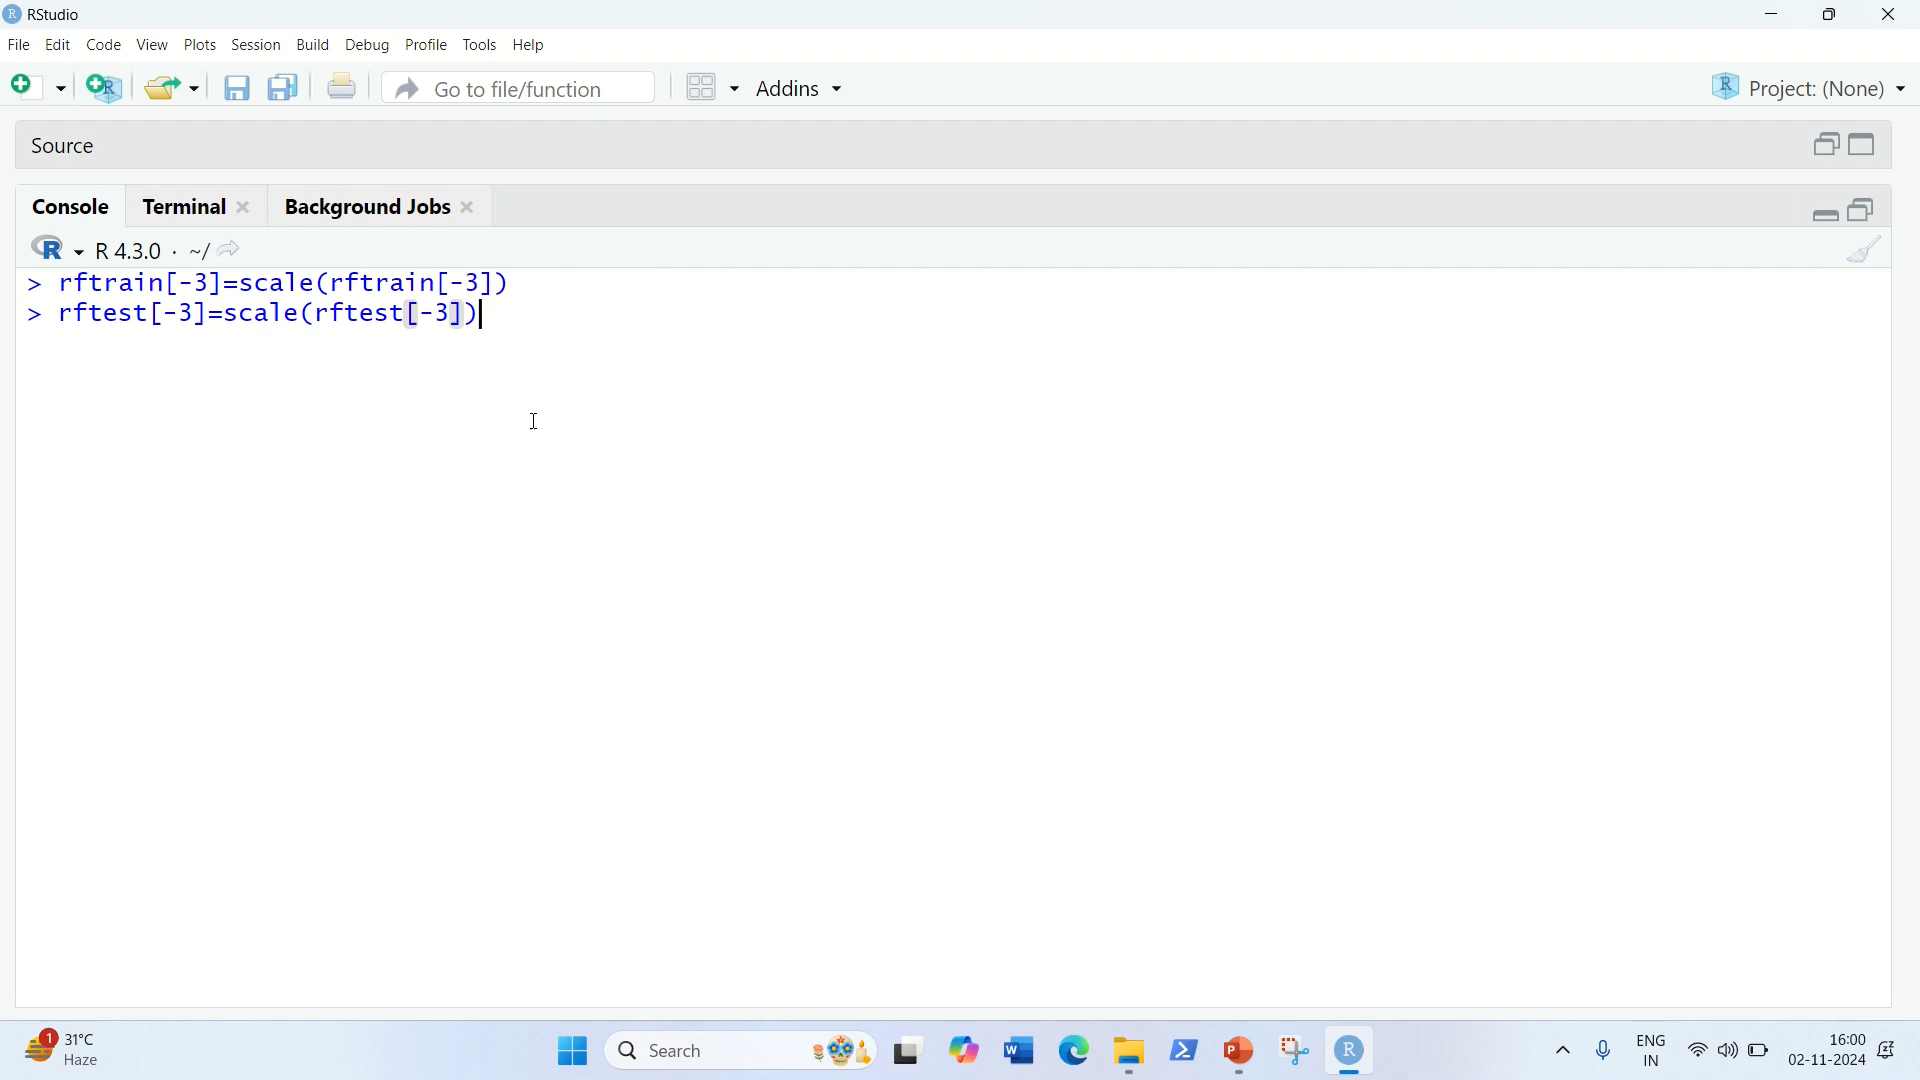 RStudio
File Edit Code View Plots Session Build Debug Profile Tools Help
Go to file/function Addins Project: (None)
Source
Console Terminal Background Jobs
R 4.3.0 · ~/
> rftrain[-3]=scale(rftrain[-3])
> rftest[-3]=scale(rftest[-3])
1 31°C
Haze
Search
ENG
IN
16:00
02-11-2024